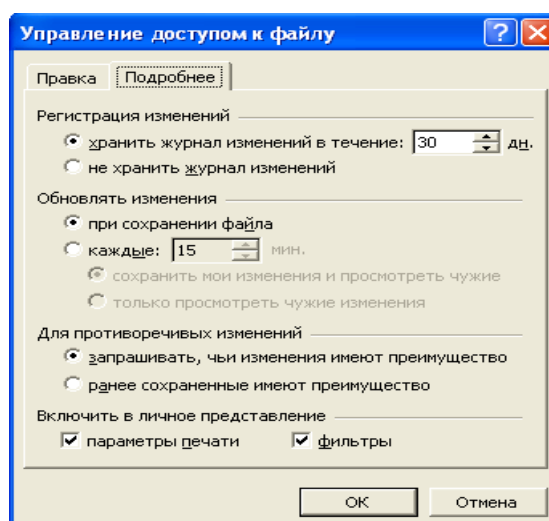 Управление доступом к файлу
Правка Подробнее
Регистрация изменений
хранить журнал изменений в течение: 30 дн.
не хранить журнал изменений
Обновлять изменения
при сохранении файла
каждые: 15 мин.
сохранить мои изменения и просмотреть чужие
только просмотреть чужие изменения
Для противоречивых изменений
запрашивать, чьи изменения имеют преимущество
ранее сохраненные имеют преимущество
Включить в личное представление
параметры печати фильтры
ОК Отмена